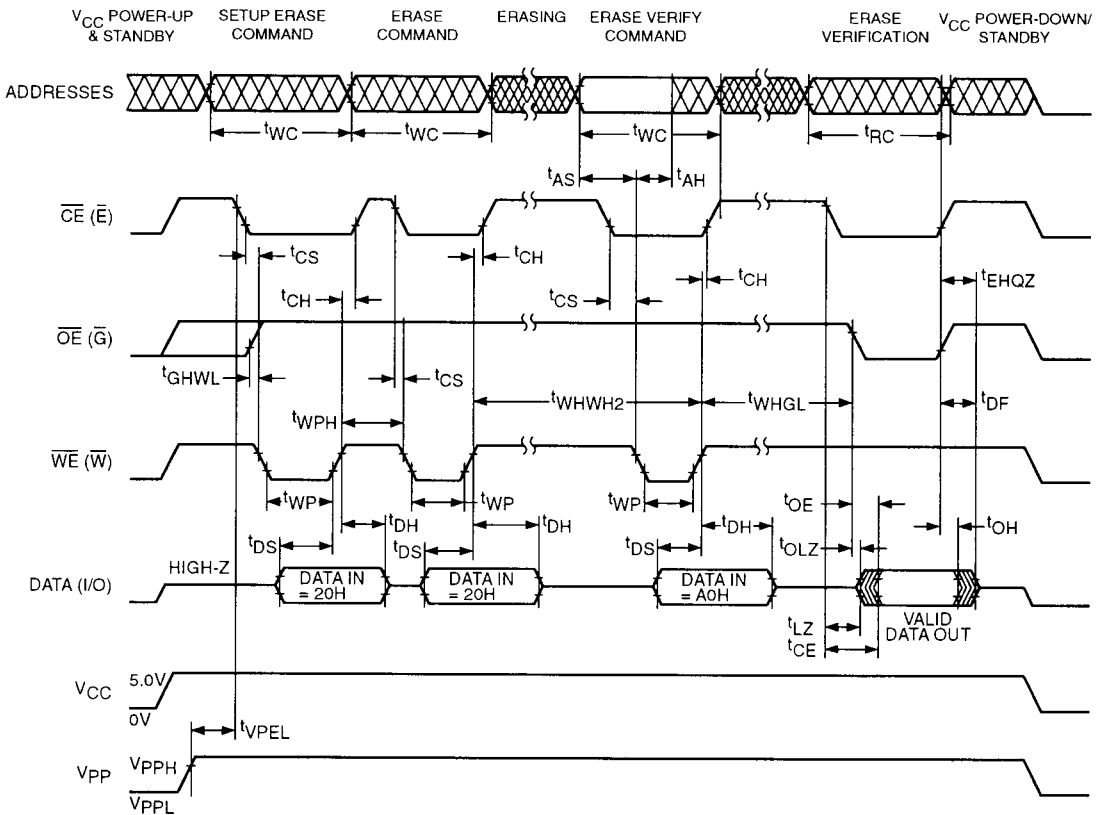 VCC POWER-UP & STANDBY
SETUP ERASE COMMAND
ERASE COMMAND
ERASING
ERASE VERIFY COMMAND
ERASE VERIFICATION
VCC POWER-DOWN/ STANDBY
ADDRESSES
tWC
tWC
tWC
tRC
tAS
tAH
CE (E)
tCS
tCH
tCH
tCS
tCH
tEHQZ
OE (G)
tGHWL
tCS
tWPH
tWHWH2
tWHGL
tDF
WE (W)
tWP
tWP
tWP
tOE
tDH
tDH
tDH
tOH
tDS
tDS
tDS
tOLZ
HIGH-Z
DATA (I/O)
DATA IN = 20H
DATA IN = 20H
DATA IN = A0H
VALID DATA OUT
tLZ
tCE
VCC
5.0V
0V
tVPEL
VPP
VPPH
VPPL